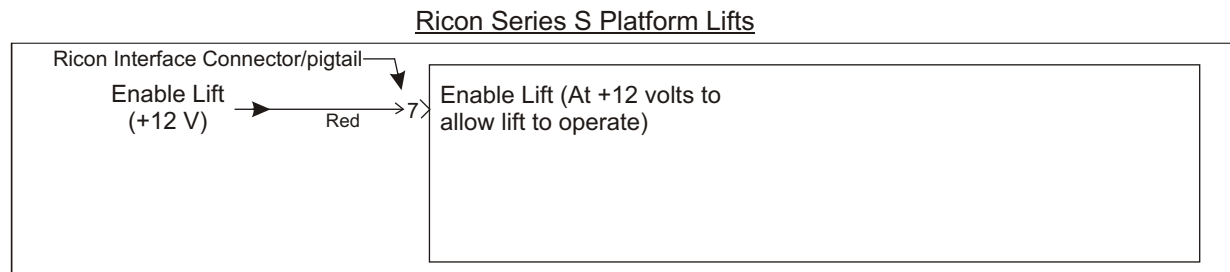 Ricon Series S Platform Lifts
Ricon Interface Connector/pigtail
Enable Lift
(+12 V)
Red
7
Enable Lift (At +12 volts to
allow lift to operate)